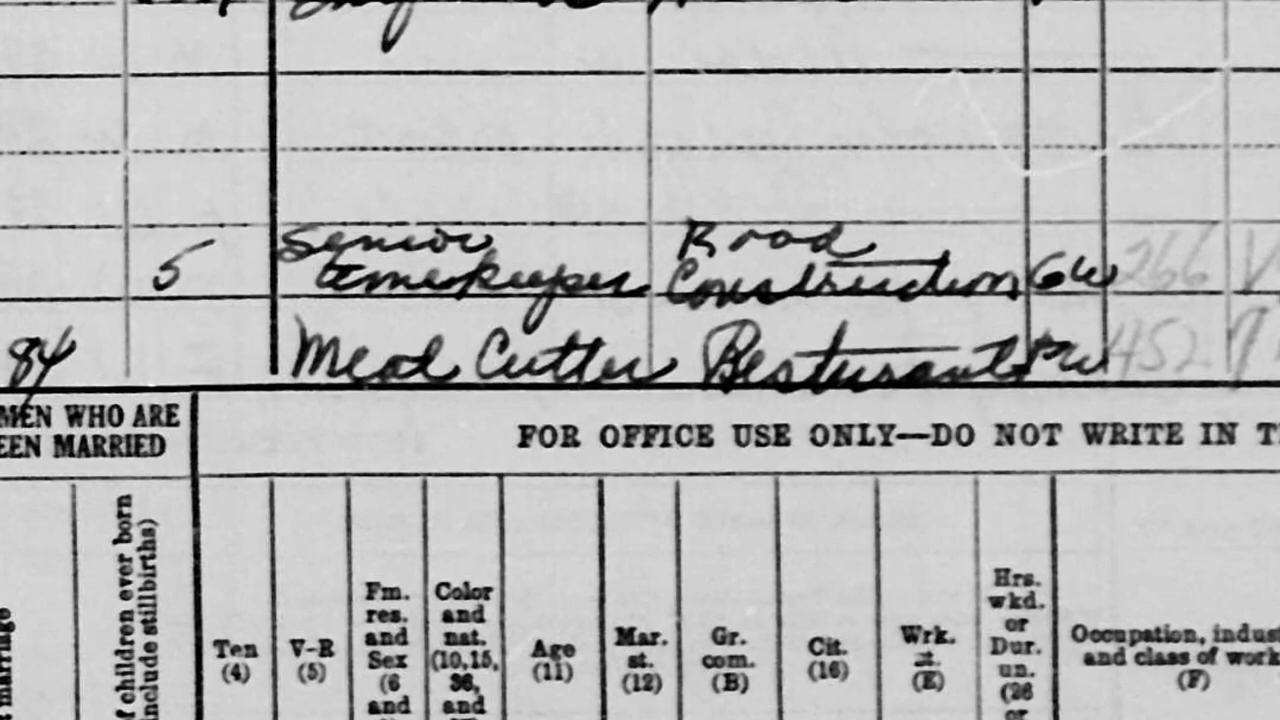 Senior Road
5 timekeeper Construction GW 266 V
84 Meat Cutter Resturant PW 452
MEN WHO ARE
EEN MARRIED
FOR OFFICE USE ONLY—DO NOT WRITE IN T
marriage
f children ever born
include stillbirths)
Ten
(4)
V-R
(5)
Fm.
res.
and
Sex
(6
and
Color
and
nat.
(10,15,
36,
and
Age
(11)
Mar.
st.
(12)
Gr.
com.
(B)
Cit.
(16)
Wrk.
st.
(E)
Hrs.
wkd.
or
Dur.
un.
(26
or
Occupation, indust
and class of work
(F)